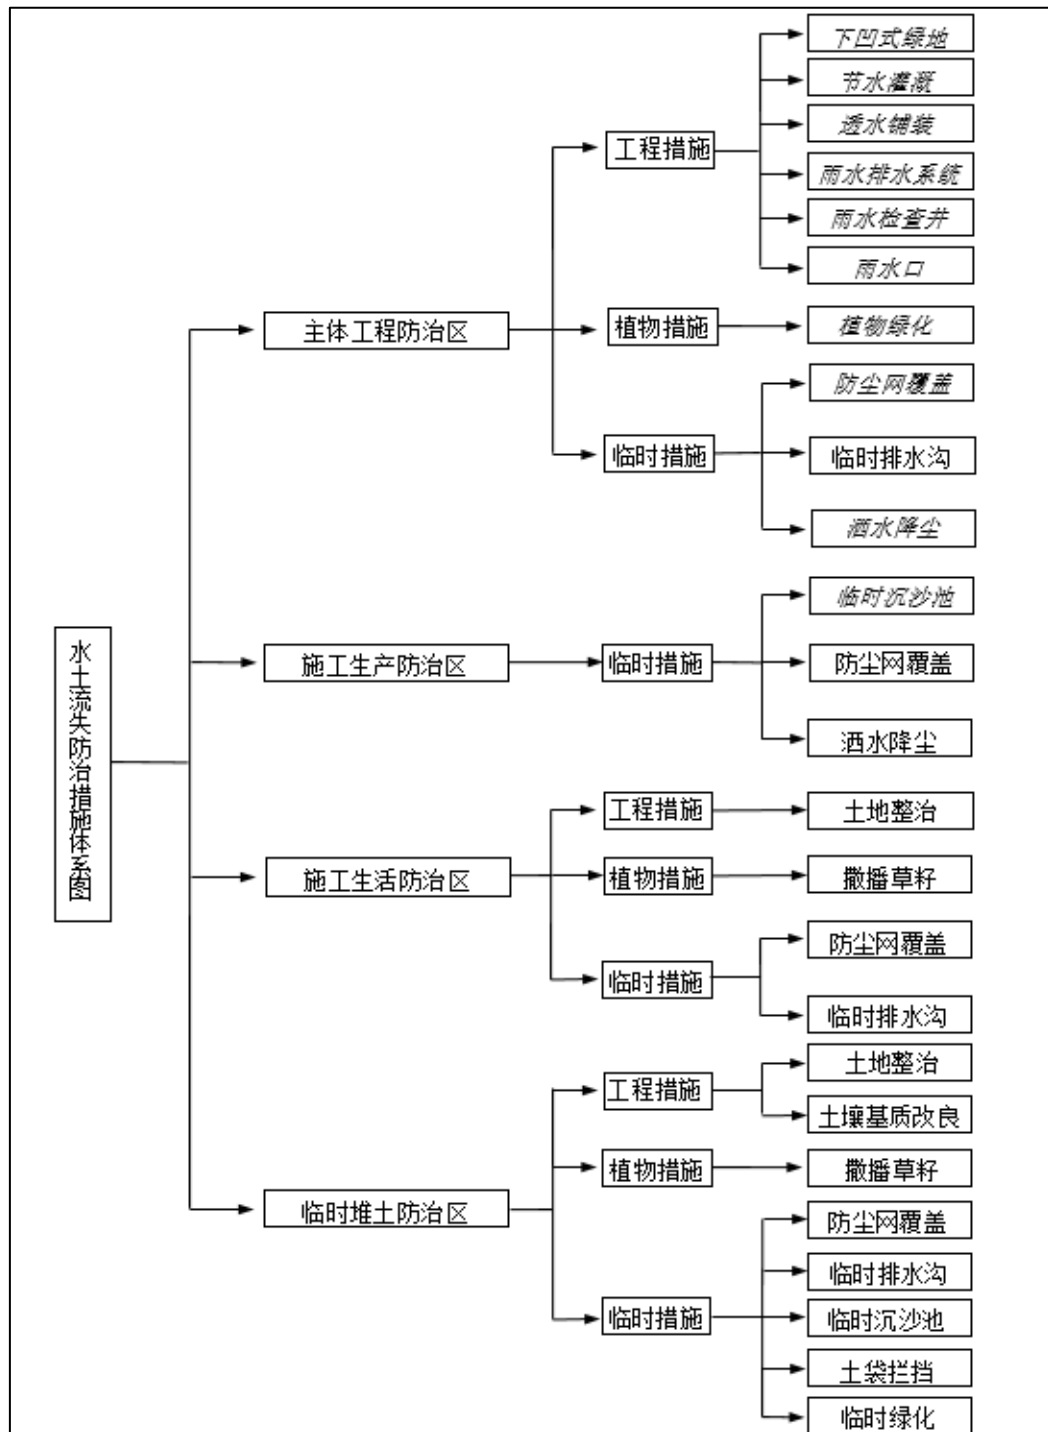 水土流失防治措施体系图
主体工程防治区
工程措施
下凹式绿地
节水灌溉
透水铺装
雨水排水系统
雨水检查井
雨水口
植物措施
植物绿化
临时措施
防尘网覆盖
临时排水沟
洒水降尘
施工生产防治区
临时措施
临时沉沙池
防尘网覆盖
洒水降尘
施工生活防治区
工程措施
土地整治
植物措施
撒播草籽
临时措施
防尘网覆盖
临时排水沟
临时堆土防治区
工程措施
土地整治
土壤基质改良
植物措施
撒播草籽
临时措施
防尘网覆盖
临时排水沟
临时沉沙池
土袋拦挡
临时绿化